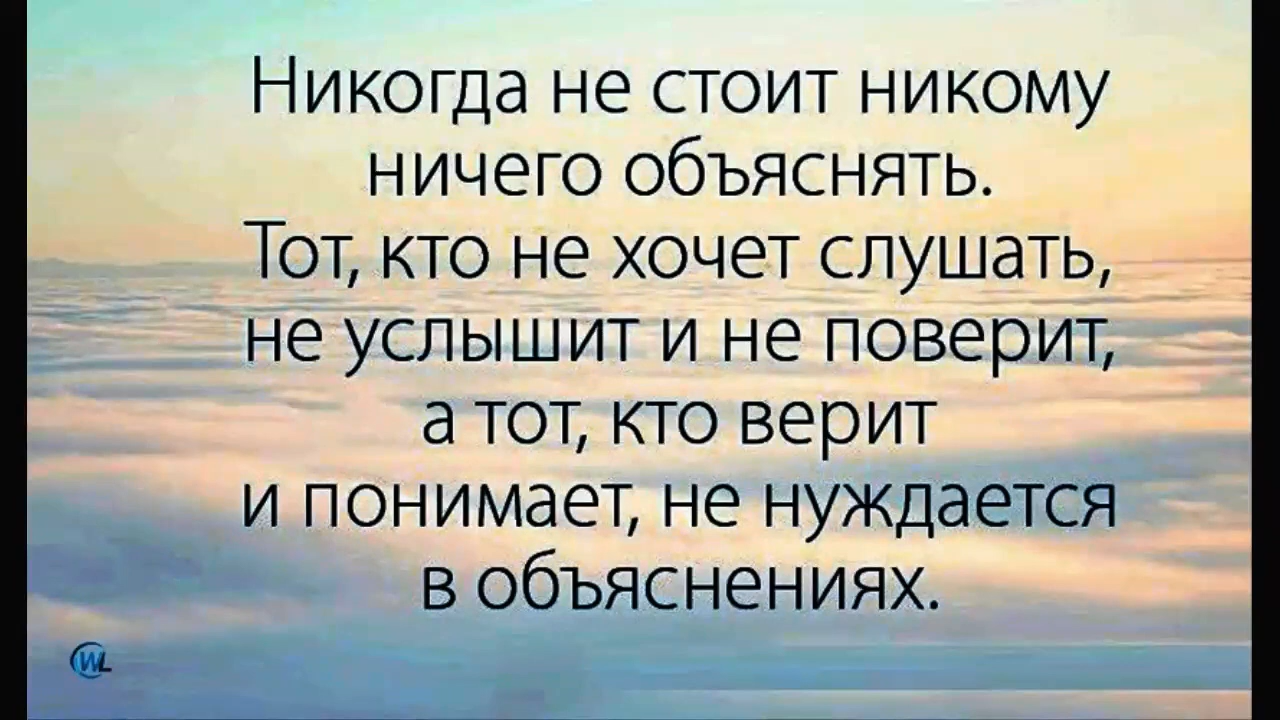 Никогда не стоит никому
ничего объяснять.
Тот, кто не хочет слушать,
не услышит и не поверит,
а тот, кто верит
и понимает, не нуждается
в объяснениях.
WL